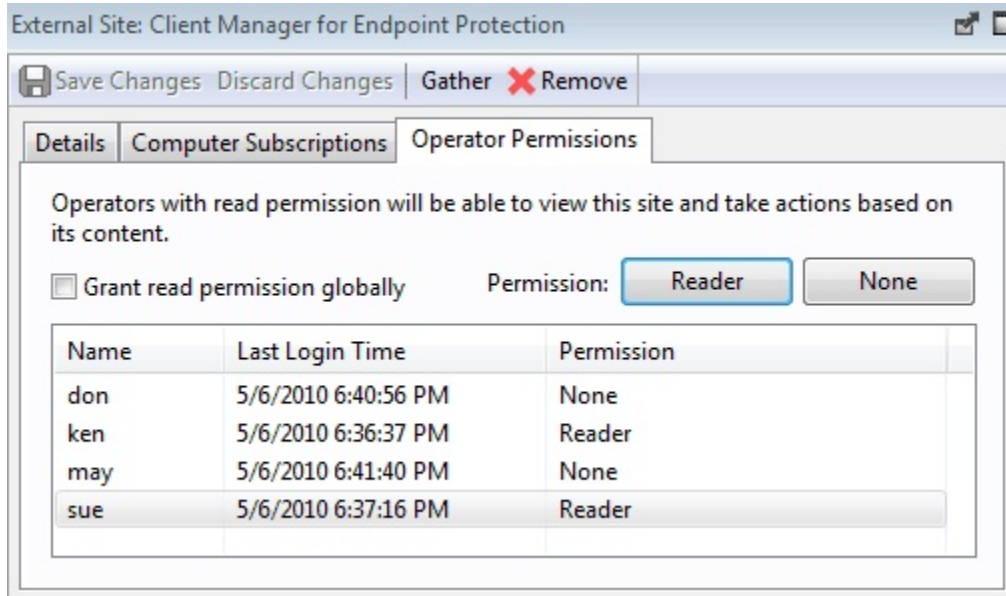 External Site: Client Manager for Endpoint Protection
Save Changes Discard Changes Gather Remove
Details Computer Subscriptions Operator Permissions
Operators with read permission will be able to view this site and take actions based on
its content.
Grant read permission globally Permission: Reader None
Name Last Login Time Permission
don 5/6/2010 6:40:56 PM None
ken 5/6/2010 6:36:37 PM Reader
may 5/6/2010 6:41:40 PM None
sue 5/6/2010 6:37:16 PM Reader